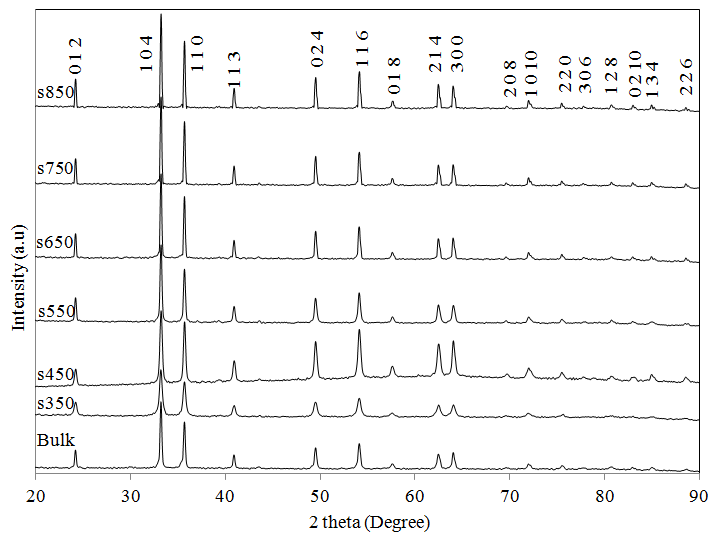 0 1 2
1 0 4
1 1 0
1 1 3
0 2 4
1 1 6
0 1 8
2 1 4
3 0 0
2 0 8
1 0 10
2 2 0
3 0 6
1 2 8
0 2 10
1 3 4
2 2 6
s850
s750
s650
s550
s450
s350
Bulk
Intensity (a.u)
20 30 40 50 60 70 80 90
2 theta (Degree)